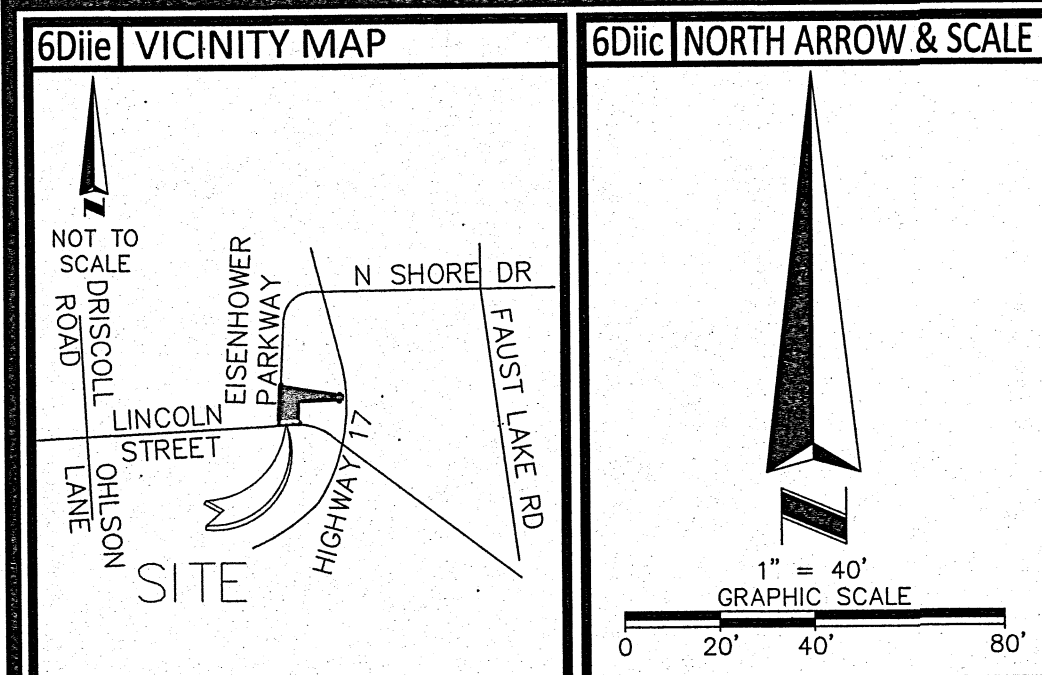 6Diie VICINITY MAP
N
NOT TO
SCALE
DRISCOLL
ROAD
EISENHOWER
PARKWAY
N SHORE DR
FAUST LAKE RD
LINCOLN
STREET
HIGHWAY 17
OHLSON
LANE
SITE
6Diic NORTH ARROW & SCALE
N
1" = 40'
GRAPHIC SCALE
0 20' 40' 80'